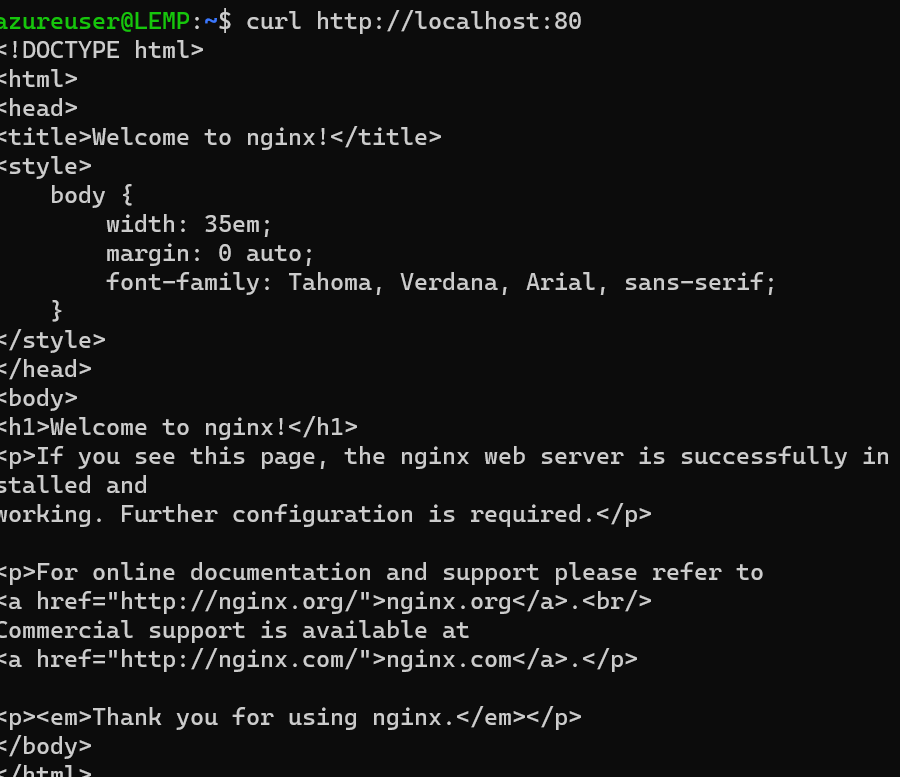 azureuser@LEMP:~$ curl http://localhost:80
<!DOCTYPE html>
<html>
<head>
<title>Welcome to nginx!</title>
<style>
    body {
        width: 35em;
        margin: 0 auto;
        font-family: Tahoma, Verdana, Arial, sans-serif;
    }
</style>
</head>
<body>
<h1>Welcome to nginx!</h1>
<p>If you see this page, the nginx web server is successfully in
stalled and
working. Further configuration is required.</p>

<p>For online documentation and support please refer to
<a href="http://nginx.org/">nginx.org</a>.<br/>
Commercial support is available at
<a href="http://nginx.com/">nginx.com</a>.</p>

<p><em>Thank you for using nginx.</em></p>
</body>
</html>